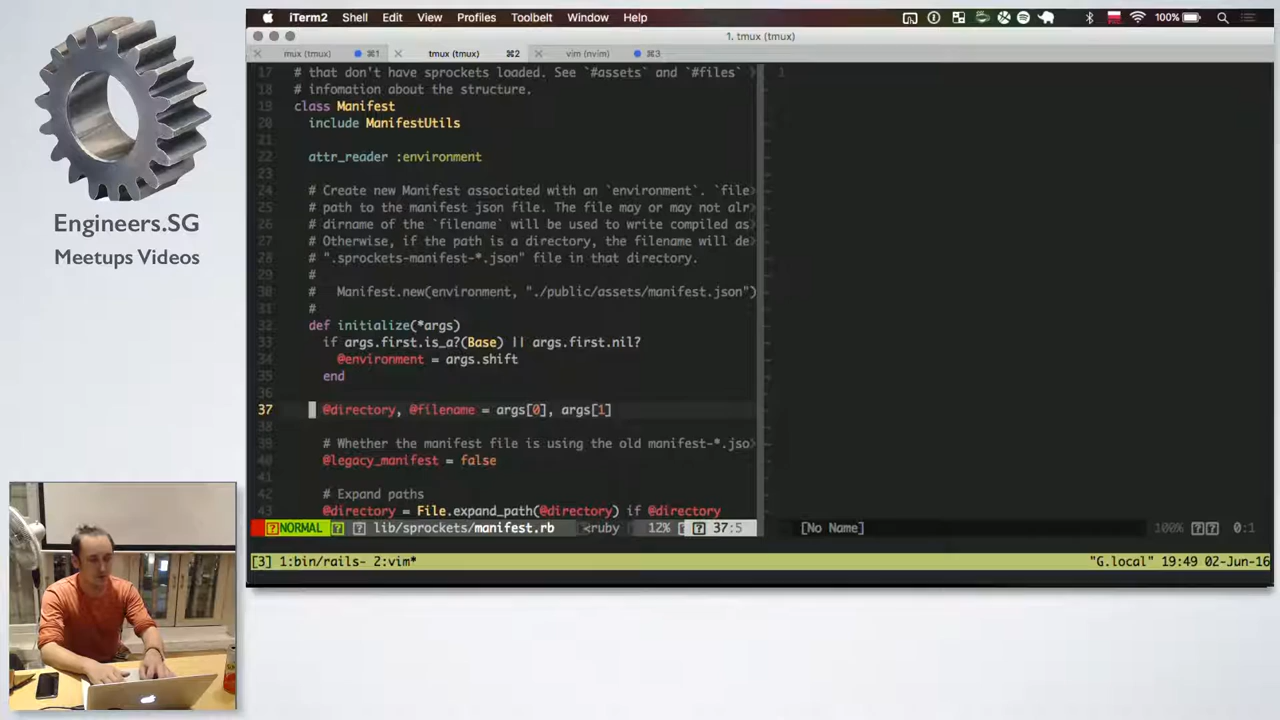 Engineers.SG
Meetups Videos
iTerm2 Shell Edit View Profiles Toolbelt Window Help
100%
1. tmux (tmux)
mux (tmux) ⌘1 tmux (tmux) ⌘2 vim (nvim) ⌘3
17 # that don't have sprockets loaded. See `#assets` and `#files`
18 # infomation about the structure.
19 class Manifest
20 include ManifestUtils
21
22 attr_reader :environment
23
24 # Create new Manifest associated with an `environment`. `file
25 # path to the manifest json file. The file may or may not alr
26 # dirname of the `filename` will be used to write compiled as
27 # Otherwise, if the path is a directory, the filename will de
28 # ".sprockets-manifest-*.json" file in that directory.
29 #
30 # Manifest.new(environment, "./public/assets/manifest.json")
31 #
32 def initialize(*args)
33 if args.first.is_a?(Base) || args.first.nil?
34 @environment = args.shift
35 end
36
37 @directory, @filename = args[0], args[1]
38
39 # Whether the manifest file is using the old manifest-*.jso
40 @legacy_manifest = false
41
42 # Expand paths
43 @directory = File.expand_path(@directory) if @directory
1
NORMAL lib/sprockets/manifest.rb ruby 12% 37:5
[No Name] 100% 0:1
[3] 1:bin/rails- 2:vim* "G.local" 19:49 02-Jun-16